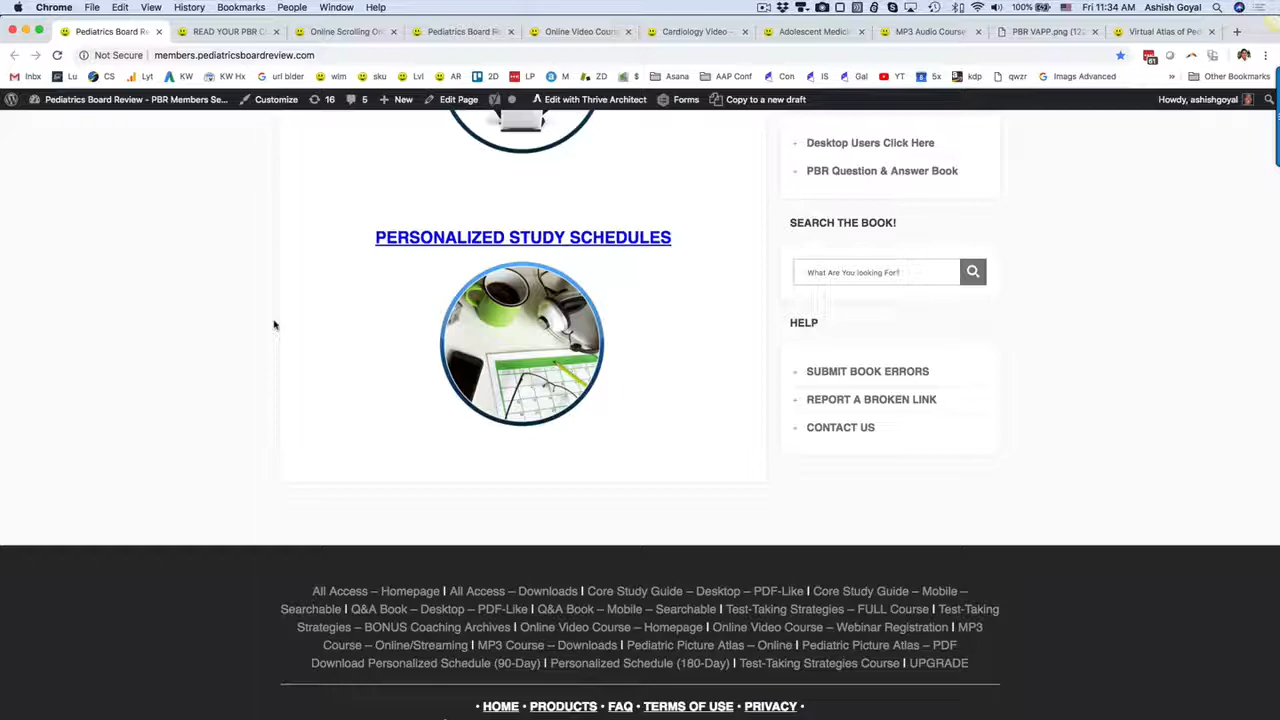 Chrome File Edit View History Bookmarks People Window Help 100% Fri 11:34 AM Ashish Goyal
Pediatrics Board Re READ YOUR PBR C Online Scrolling On Pediatrics Board R Online Video Cours Cardiology Video – Adolescent Medici MP3 Audio Course PBR VAPP.png (12 Virtual Atlas of Ped
Not Secure members.pediatricsboardreview.com 61
Inbx Lu CS Lyt KW KW Hx url bider wlm sku Lvl AR 2D LP M ZD $ Asana AAP Conf Con IS Gal YT 5x kdp qwzr Imags Advanced » Other Bookmarks
Pediatrics Board Review - PBR Members Se... Customize 16 5 + New Edit Page Edit with Thrive Architect Forms Copy to a new draft Howdy, ashishgoyal
Desktop Users Click Here
PBR Question & Answer Book
PERSONALIZED STUDY SCHEDULES
SEARCH THE BOOK!
What Are You looking For?
HELP
SUBMIT BOOK ERRORS
REPORT A BROKEN LINK
CONTACT US
All Access – Homepage | All Access – Downloads | Core Study Guide – Desktop – PDF-Like | Core Study Guide – Mobile –
Searchable | Q&A Book – Desktop – PDF-Like | Q&A Book – Mobile – Searchable | Test-Taking Strategies – FULL Course | Test-Taking
Strategies – BONUS Coaching Archives | Online Video Course – Homepage | Online Video Course – Webinar Registration | MP3
Course – Online/Streaming | MP3 Course – Downloads | Pediatric Picture Atlas – Online | Pediatric Picture Atlas – PDF
Download Personalized Schedule (90-Day) | Personalized Schedule (180-Day) | Test-Taking Strategies Course | UPGRADE
• HOME • PRODUCTS • FAQ • TERMS OF USE • PRIVACY •